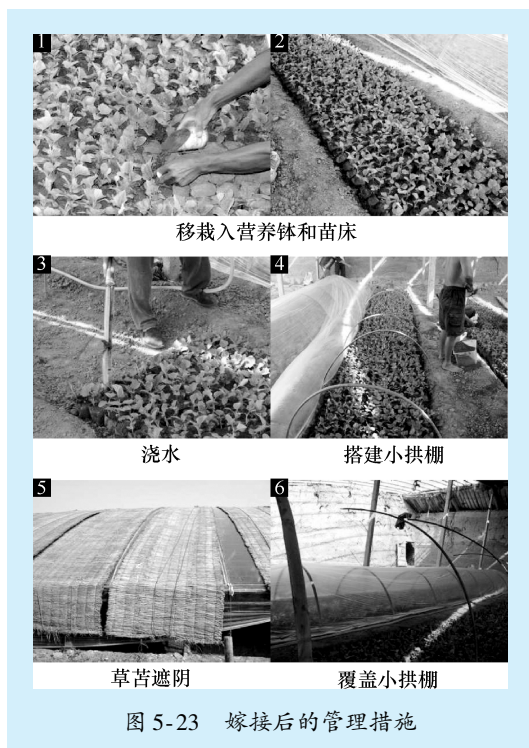 1 2
移栽入营养钵和苗床
3 4
浇水 搭建小拱棚
5 6
草苫遮阴 覆盖小拱棚
图 5-23 嫁接后的管理措施